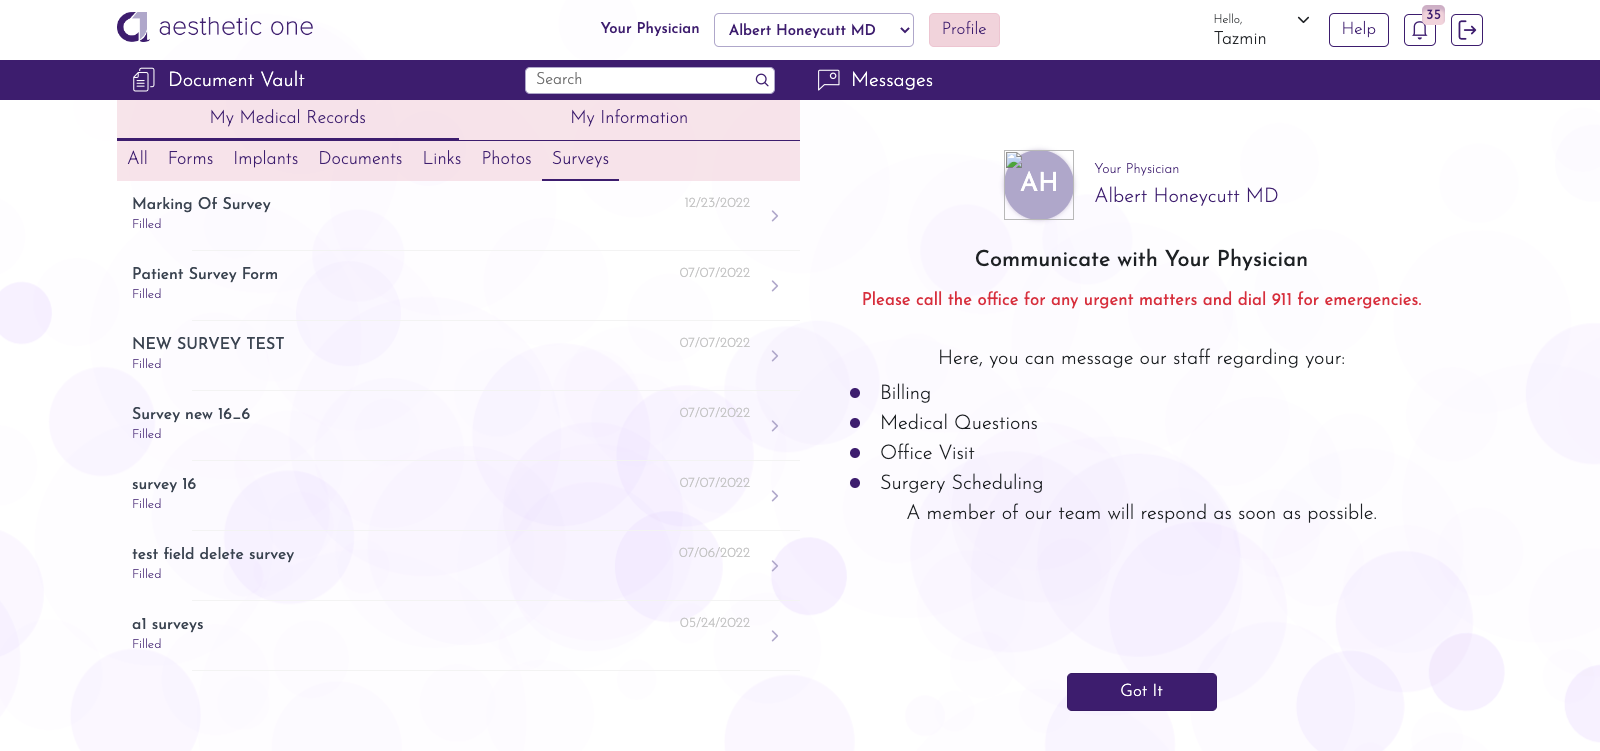 aesthetic one
Your Physician
Albert Honeycutt MD
Profile
Hello,
Tazmin
Help
35
Document Vault
Search
Messages
My Medical Records
My Information
All Forms Implants Documents Links Photos Surveys
Marking Of Survey 12/23/2022
Filled
Patient Survey Form 07/07/2022
Filled
NEW SURVEY TEST 07/07/2022
Filled
Survey new 16_6 07/07/2022
Filled
survey 16 07/07/2022
Filled
test field delete survey 07/06/2022
Filled
a1 surveys 05/24/2022
Filled
AH
Your Physician
Albert Honeycutt MD
Communicate with Your Physician
Please call the office for any urgent matters and dial 911 for emergencies.
Here, you can message our staff regarding your:
Billing
Medical Questions
Office Visit
Surgery Scheduling
A member of our team will respond as soon as possible.
Got It